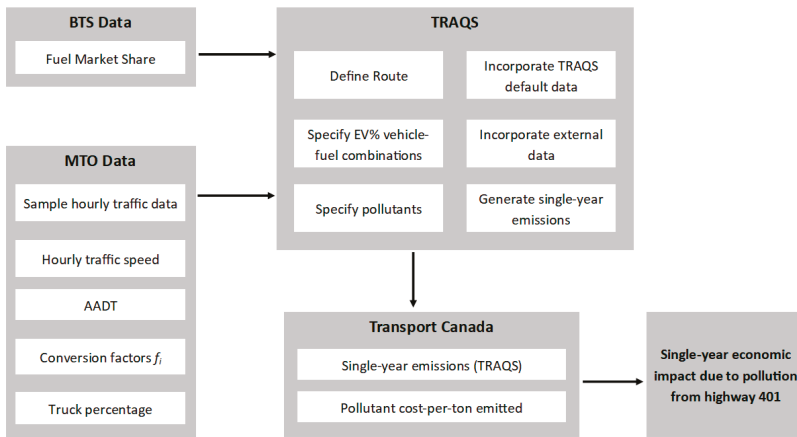 BTS Data
Fuel Market Share
MTO Data
Sample hourly traffic data
Hourly traffic speed
AADT
Conversion factors fᵢ
Truck percentage
TRAQS
Define Route
Incorporate TRAQS
default data
Specify EV% vehicle-
fuel combinations
Incorporate external
data
Specify pollutants
Generate single-year
emissions
Transport Canada
Single-year emissions (TRAQS)
Pollutant cost-per-ton emitted
Single-year economic
impact due to pollution
from highway 401